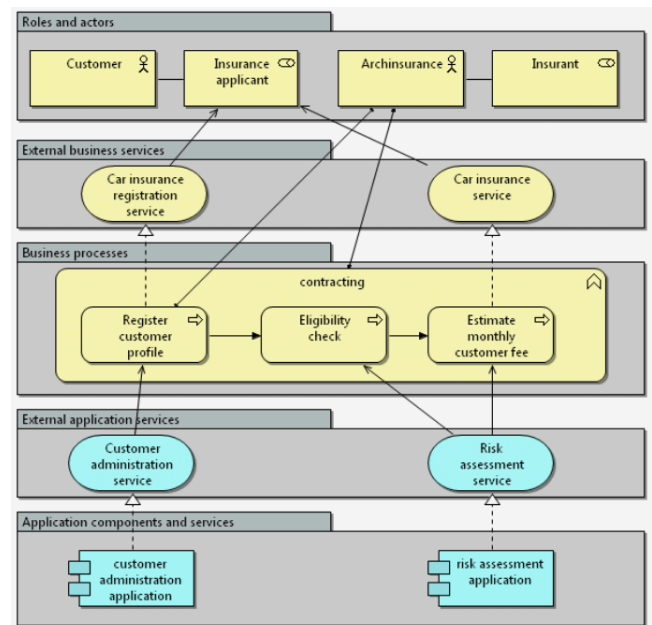 Roles and actors
Customer
Insurance
applicant
Archinsurance
Insurant
External business services
Car insurance
registration
service
Car insurance
service
Business processes
contracting
Register
customer
profile
Eligibility
check
Estimate
monthly
customer fee
External application services
Customer
administration
service
Risk
assessment
service
Application components and services
customer
administration
application
risk assessment
application